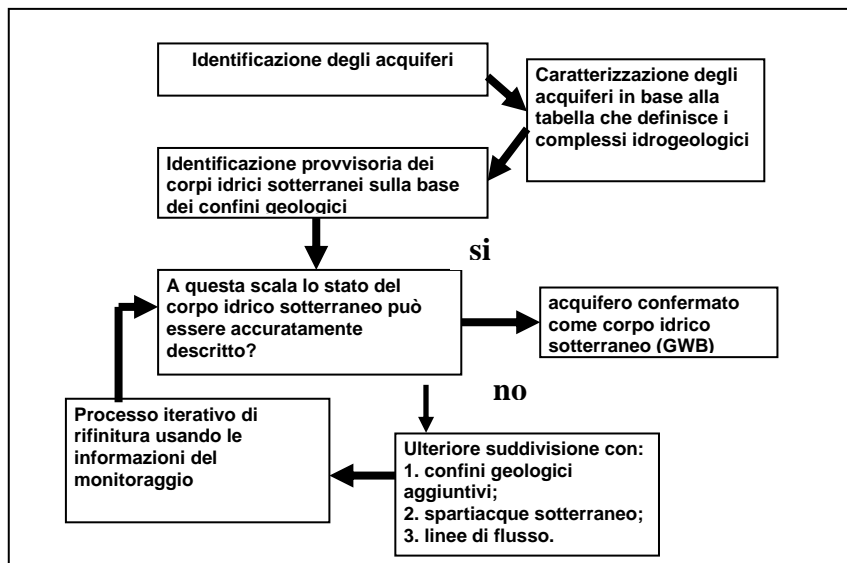 Identificazione degli acquiferi
Caratterizzazione degli
acquiferi in base alla
tabella che definisce i
complessi idrogeologici
Identificazione provvisoria dei
corpi idrici sotterranei sulla base
dei confini geologici
si
A questa scala lo stato del
corpo idrico sotterraneo può
essere accuratamente
descritto?
acquifero confermato
come corpo idrico
sotterraneo (GWB)
no
Processo iterativo di
rifinitura usando le
informazioni del
monitoraggio
Ulteriore suddivisione con:
1. confini geologici
aggiuntivi;
2. spartiacque sotterraneo;
3. linee di flusso.